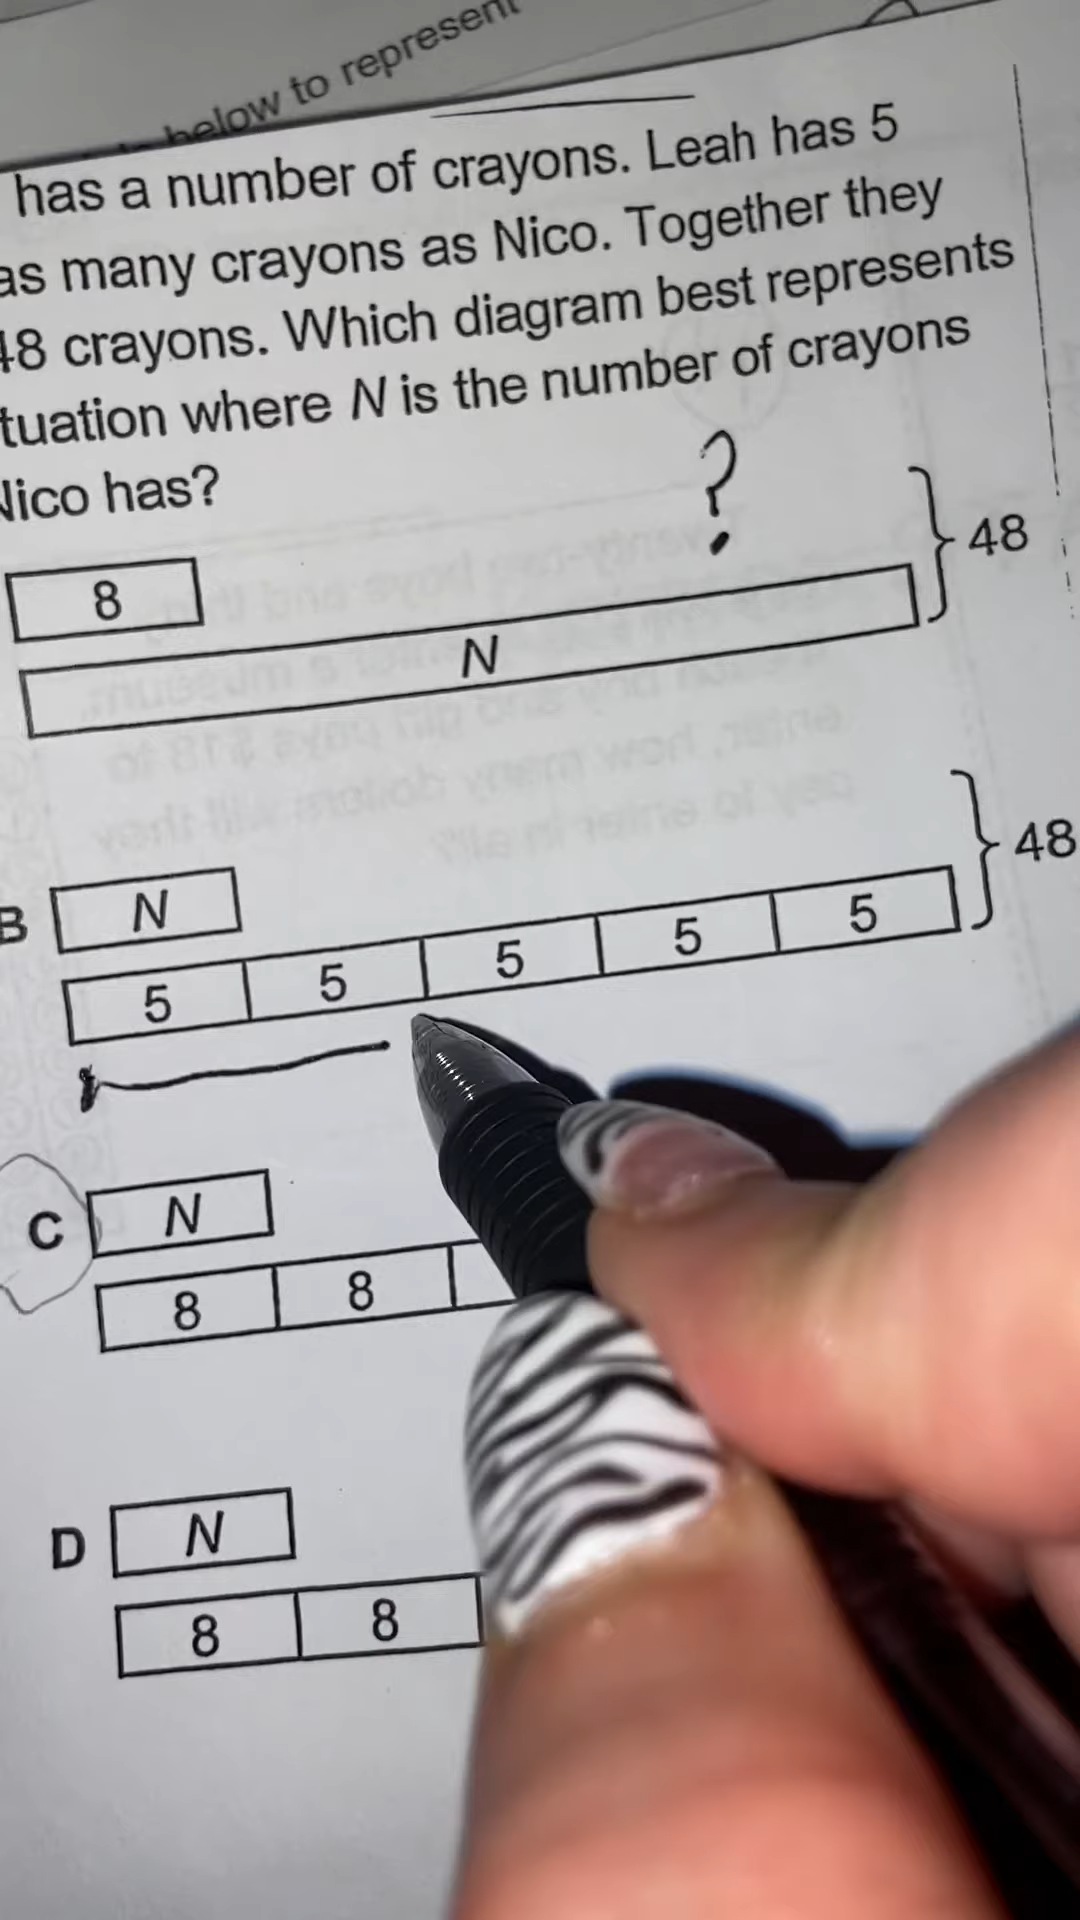 below to represent
has a number of crayons. Leah has 5
as many crayons as Nico. Together they
48 crayons. Which diagram best represents
tuation where N is the number of crayons
Nico has?
?
8
48
N
B
N
48
5 5 5 5 5
C
N
8 8
D
N
8 8